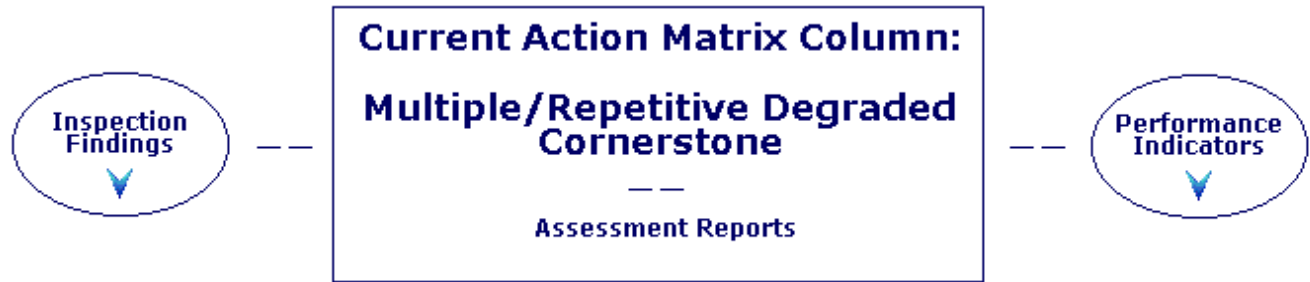 Inspection
Findings
Current Action Matrix Column:
Multiple/Repetitive Degraded
Cornerstone
Assessment Reports
Performance
Indicators